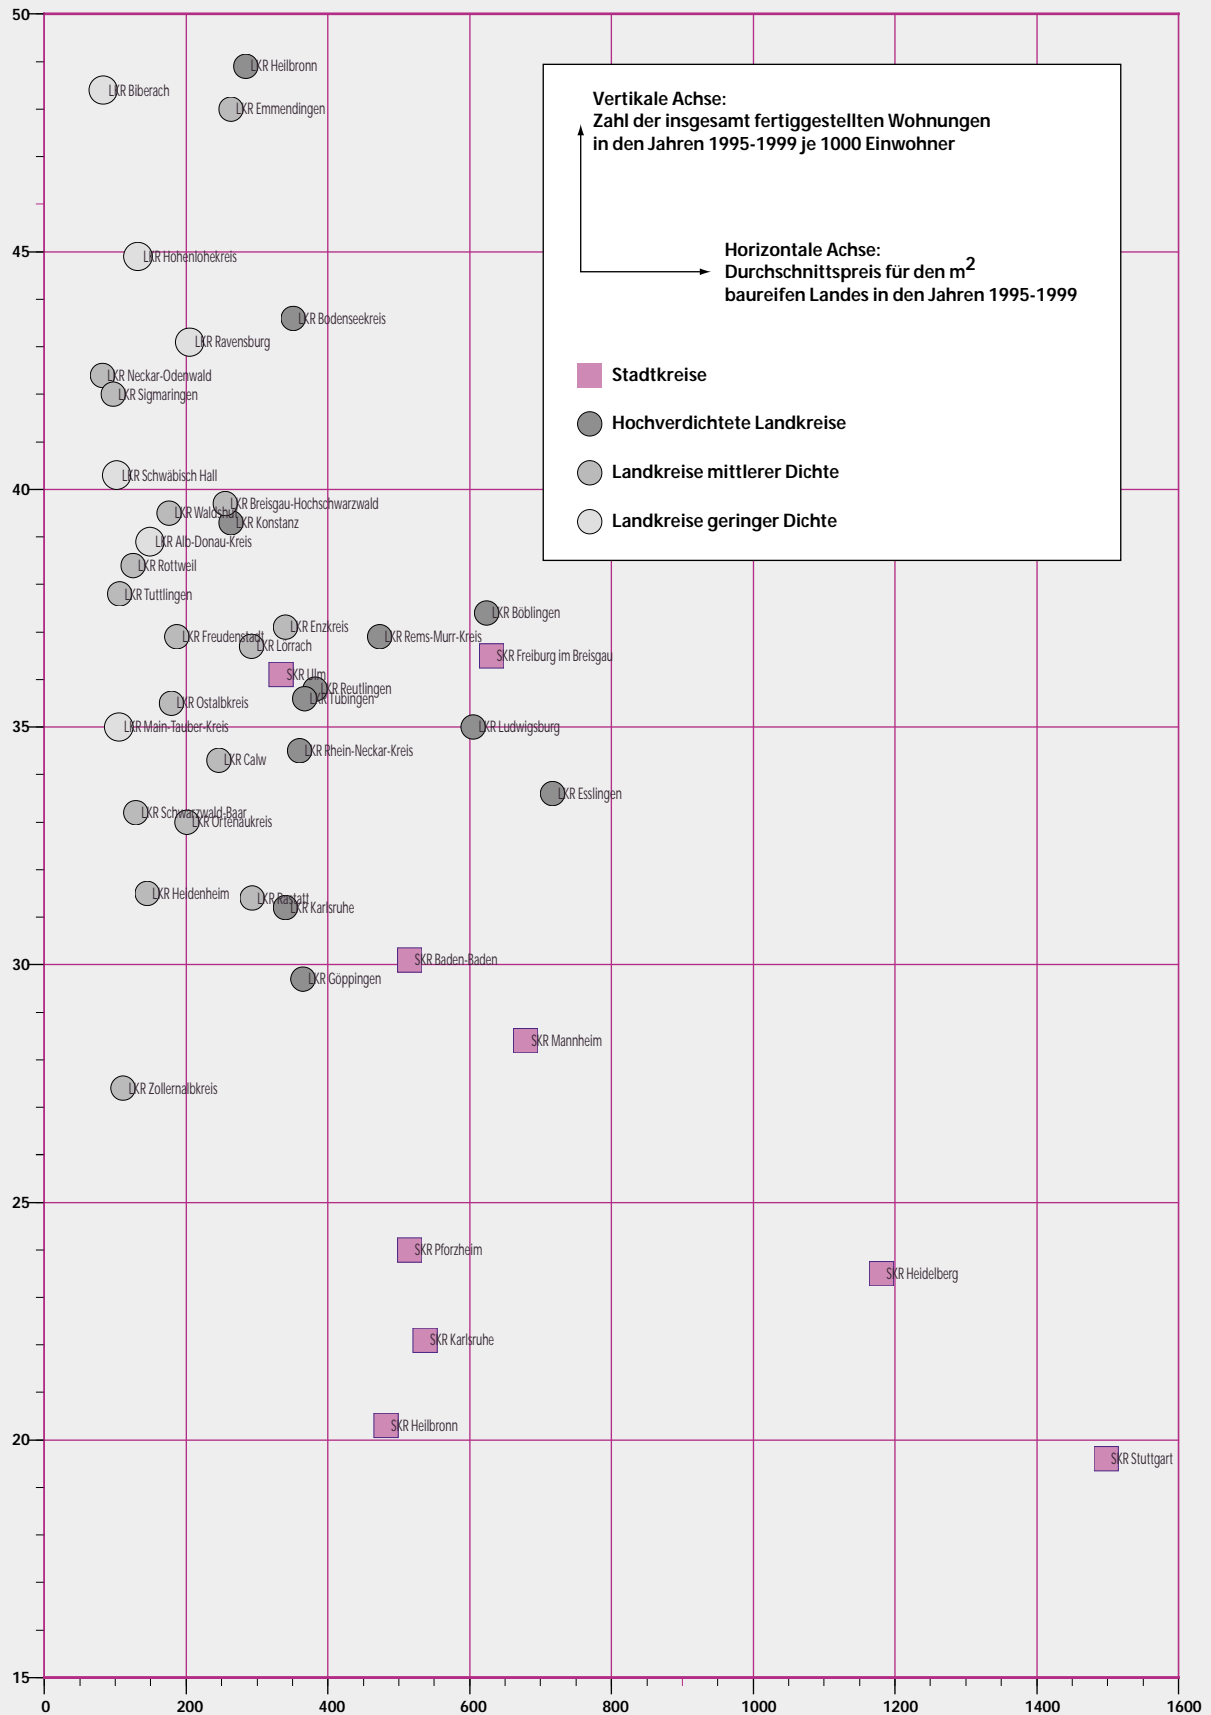 50
LKR Heilbronn
LKR Biberach
LKR Emmendingen
Vertikale Achse:
Zahl der insgesamt fertiggestellten Wohnungen
in den Jahren 1995-1999 je 1000 Einwohner
45
LKR Hohenlohekreis
Horizontale Achse:
Durchschnittspreis für den m²
baureifen Landes in den Jahren 1995-1999
LKR Bodenseekreis
LKR Ravensburg
LKR Neckar-Odenwald
LKR Sigmaringen
Stadtkreise
Hochverdichtete Landkreise
Landkreise mittlerer Dichte
Landkreise geringer Dichte
LKR Schwäbisch Hall
40
LKR Breisgau-Hochschwarzwald
LKR Waldshut
LKR Konstanz
LKR Alb-Donau-Kreis
LKR Rottweil
LKR Tuttlingen
LKR Böblingen
LKR Enzkreis
LKR Freudenstadt
LKR Rems-Murr-Kreis
LKR Lörrach
SKR Freiburg im Breisgau
SKR Ulm
LKR Reutlingen
LKR Tübingen
LKR Ostalbkreis
35
LKR Main-Tauber-Kreis
LKR Ludwigsburg
LKR Rhein-Neckar-Kreis
LKR Calw
LKR Esslingen
LKR Schwarzwald-Baar
LKR Ortenaukreis
LKR Heidenheim
LKR Rastatt
LKR Karlsruhe
30
SKR Baden-Baden
LKR Göppingen
SKR Mannheim
LKR Zollernalbkreis
25
SKR Pforzheim
SKR Heidelberg
SKR Karlsruhe
SKR Heilbronn
20
SKR Stuttgart
15
0 200 400 600 800 1000 1200 1400 1600